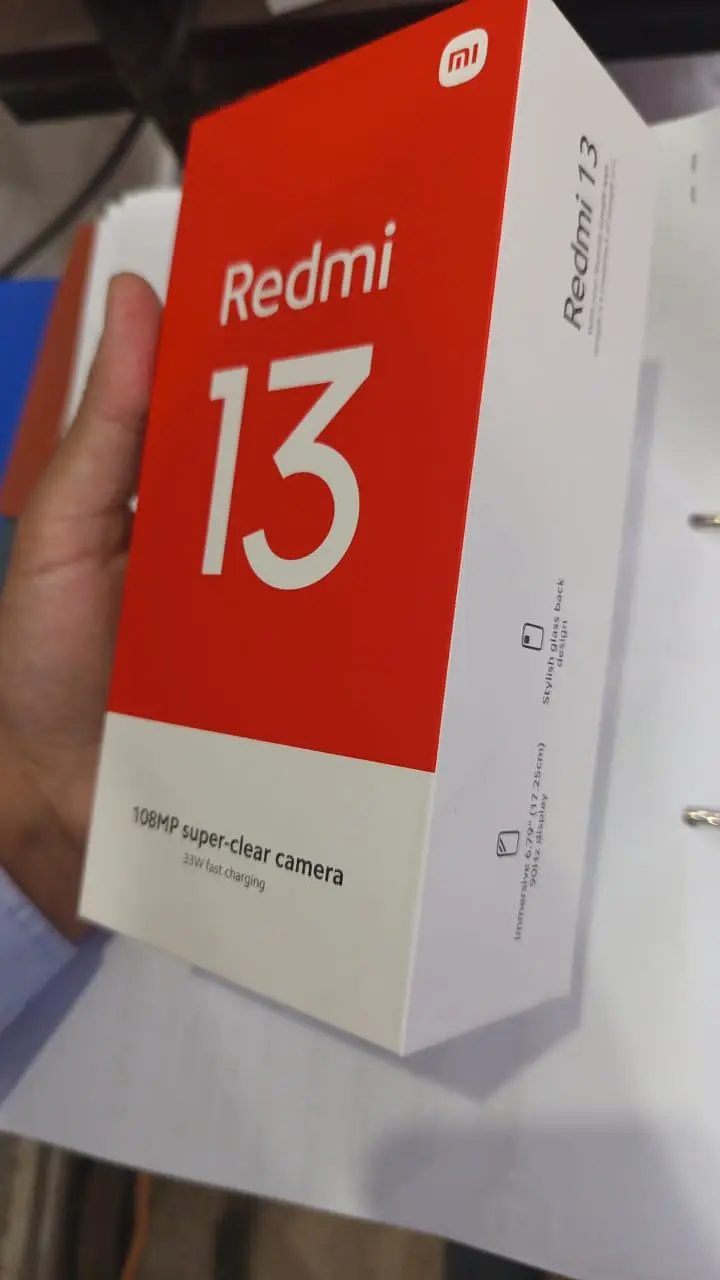 mi
Redmi
13
108MP super-clear camera
33W fast charging
Redmi 13
Stylish glass back
design
Immersive 6.79" (17.25cm)
90Hz display